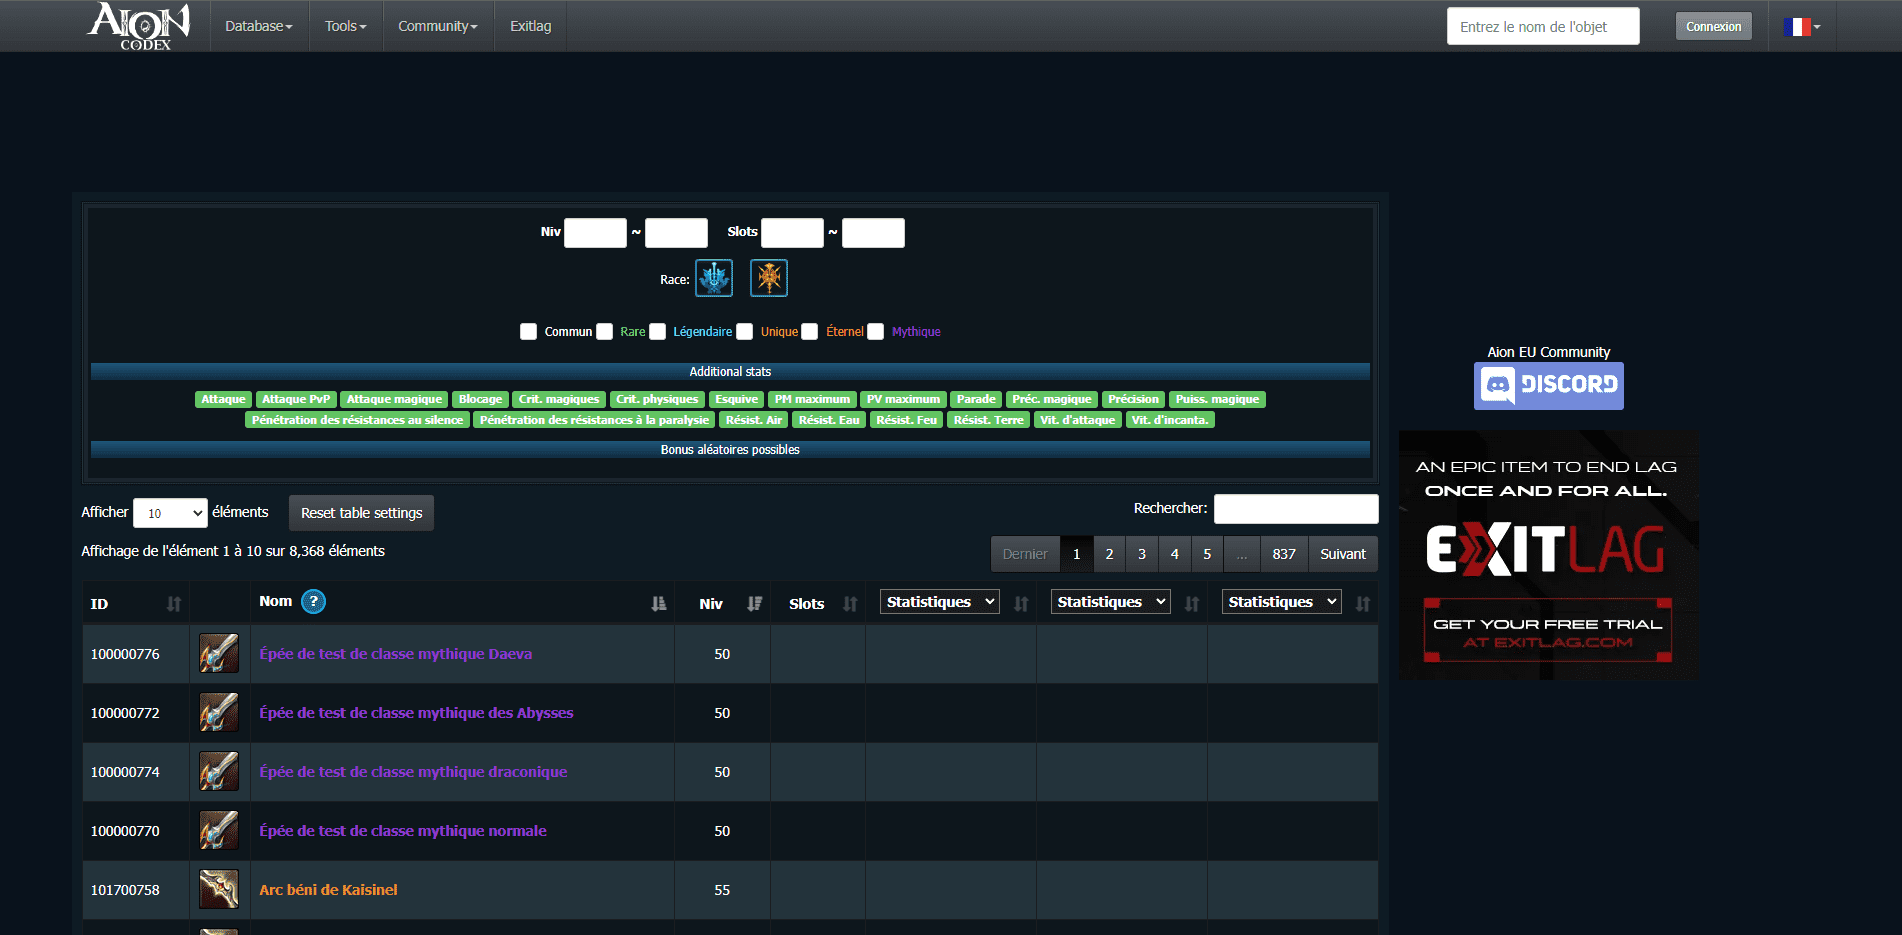 AION
CODEX
Database
Tools
Community
Exitlag
Entrez le nom de l'objet
Connexion
Niv ~ Slots ~
Race:
Commun Rare Légendaire Unique Éternel Mythique
Additional stats
Attaque Attaque PvP Attaque magique Blocage Crit. magiques Crit. physiques Esquive PM maximum PV maximum Parade Préc. magique Précision Puiss. magique
Pénétration des résistances au silence Pénétration des résistances à la paralysie Résist. Air Résist. Eau Résist. Feu Résist. Terre Vit. d'attaque Vit. d'incanta.
Bonus aléatoires possibles
Afficher 10 éléments Reset table settings Rechercher:
Affichage de l'élément 1 à 10 sur 8,368 éléments
Dernier 1 2 3 4 5 ... 837 Suivant
ID Nom ? Niv Slots Statistiques Statistiques Statistiques
100000776 Épée de test de classe mythique Daeva 50
100000772 Épée de test de classe mythique des Abysses 50
100000774 Épée de test de classe mythique draconique 50
100000770 Épée de test de classe mythique normale 50
101700758 Arc béni de Kaisinel 55
Aion EU Community
DISCORD
AN EPIC ITEM TO END LAG
ONCE AND FOR ALL.
EXITLAG
GET YOUR FREE TRIAL
AT EXITLAG.COM